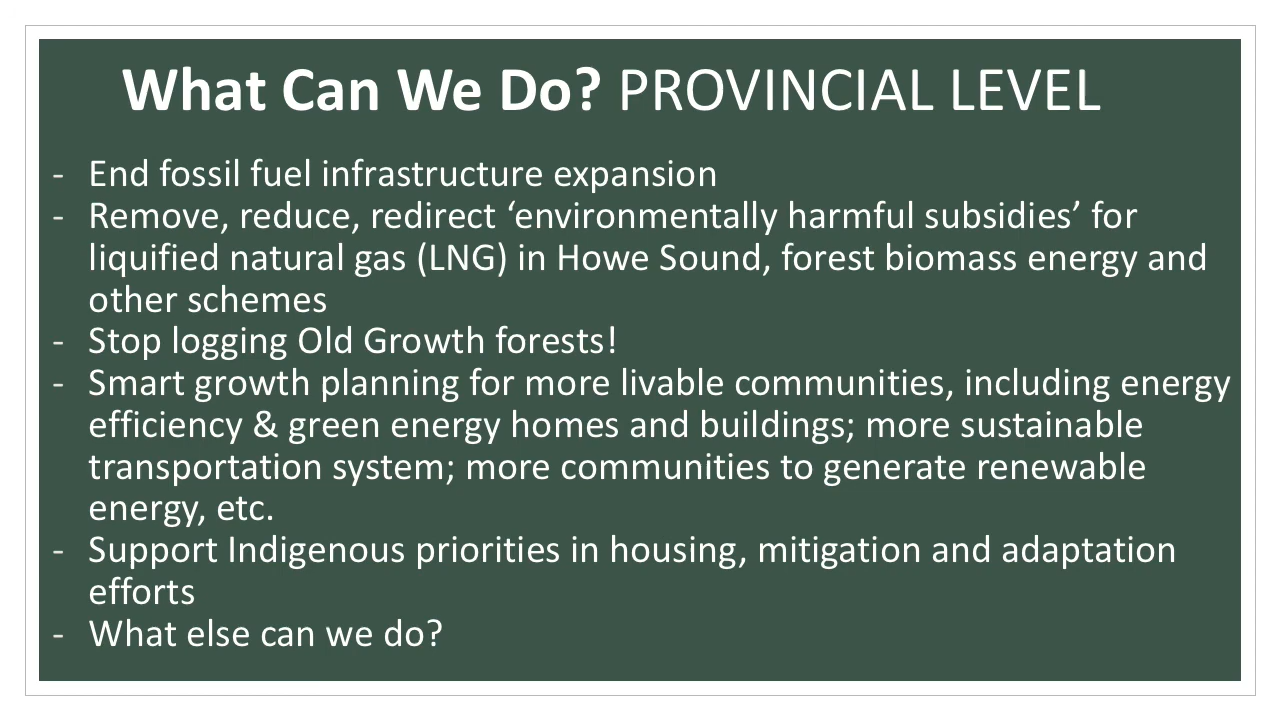 What Can We Do? PROVINCIAL LEVEL
- End fossil fuel infrastructure expansion
- Remove, reduce, redirect ‘environmentally harmful subsidies’ for
liquified natural gas (LNG) in Howe Sound, forest biomass energy and
other schemes
- Stop logging Old Growth forests!
- Smart growth planning for more livable communities, including energy
efficiency & green energy homes and buildings; more sustainable
transportation system; more communities to generate renewable
energy, etc.
- Support Indigenous priorities in housing, mitigation and adaptation
efforts
- What else can we do?